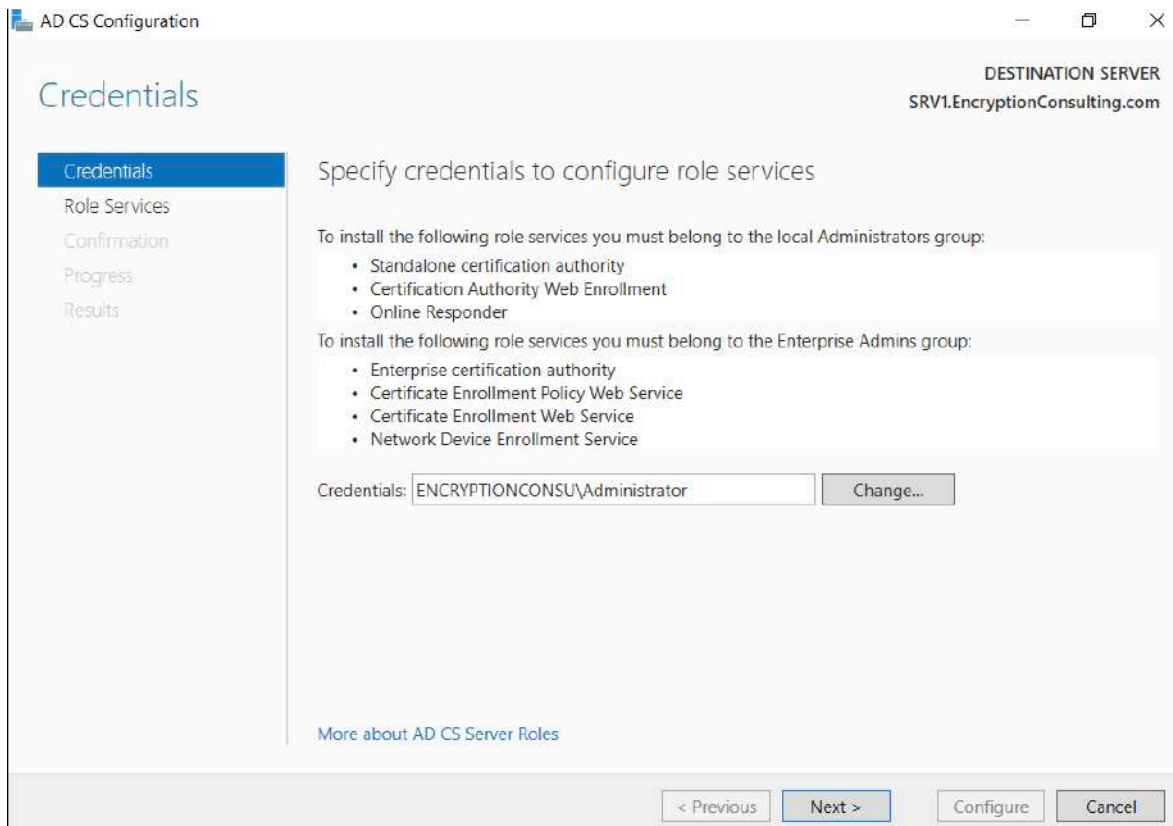 AD CS Configuration
DESTINATION SERVER
SRV1.EncryptionConsulting.com
Credentials
Credentials
Role Services
Confirmation
Progress
Results
Specify credentials to configure role services
To install the following role services you must belong to the local Administrators group:
• Standalone certification authority
• Certification Authority Web Enrollment
• Online Responder
To install the following role services you must belong to the Enterprise Admins group:
• Enterprise certification authority
• Certificate Enrollment Policy Web Service
• Certificate Enrollment Web Service
• Network Device Enrollment Service
Credentials: ENCRYPTIONCONSU\Administrator Change...
More about AD CS Server Roles
< Previous Next > Configure Cancel